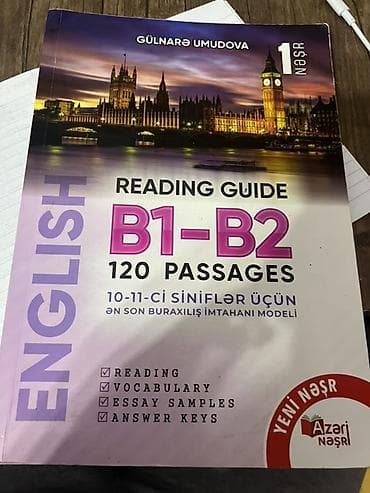 GÜLNARƏ UMUDOVA
1 NƏŞR
ENGLISH
READING GUIDE
B1-B2
120 PASSAGES
10-11-Cİ SİNİFLƏR ÜÇÜN
ƏN SON BURAXILIŞ İMTAHANI MODELİ
☑ READING
☑ VOCABULARY
☑ ESSAY SAMPLES
☑ ANSWER KEYS
YENİ NƏŞR
Azəri
NƏŞR